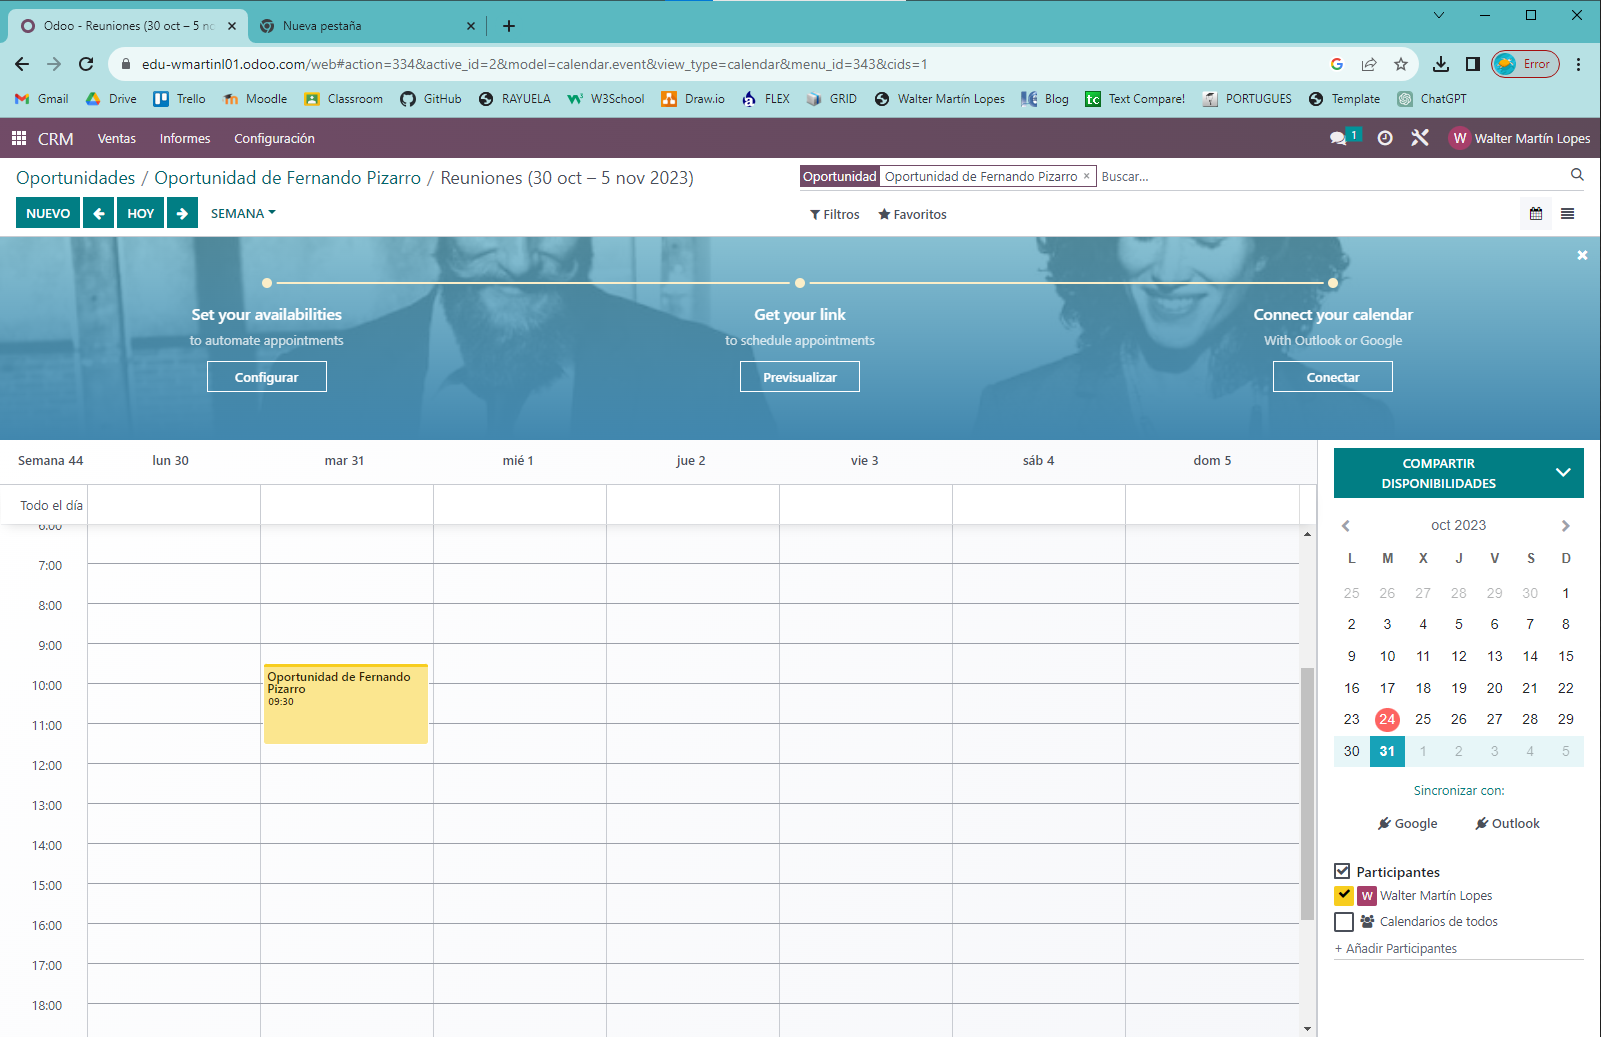 Odoo - Reuniones (30 oct – 5 no
Nueva pestaña
edu-wmartinl01.odoo.com/web#action=334&active_id=2&model=calendar.event&view_type=calendar&menu_id=343&cids=1
Error
Gmail Drive Trello Moodle Classroom GitHub RAYUELA W3School Draw.io FLEX GRID Walter Martín Lopes Blog Text Compare! PORTUGUES Template ChatGPT
CRM Ventas Informes Configuración 1 W Walter Martín Lopes
Oportunidades / Oportunidad de Fernando Pizarro / Reuniones (30 oct – 5 nov 2023)
Oportunidad Oportunidad de Fernando Pizarro × Buscar...
NUEVO HOY SEMANA
Filtros Favoritos
Set your availabilities
to automate appointments
Configurar
Get your link
to schedule appointments
Previsualizar
Connect your calendar
With Outlook or Google
Conectar
Semana 44 lun 30 mar 31 mié 1 jue 2 vie 3 sáb 4 dom 5
Todo el día
6:00
7:00
8:00
9:00
10:00
11:00
12:00
13:00
14:00
15:00
16:00
17:00
18:00
Oportunidad de Fernando
Pizarro
09:30
COMPARTIR
DISPONIBILIDADES
oct 2023
L M X J V S D
25 26 27 28 29 30 1
2 3 4 5 6 7 8
9 10 11 12 13 14 15
16 17 18 19 20 21 22
23 24 25 26 27 28 29
30 31 1 2 3 4 5
Sincronizar con:
Google Outlook
Participantes
W Walter Martín Lopes
Calendarios de todos
+ Añadir Participantes